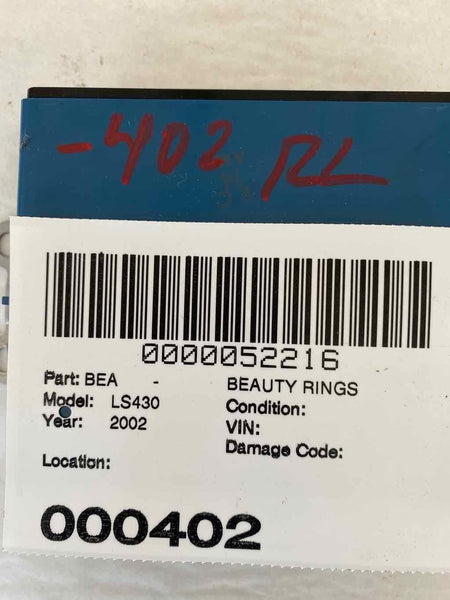 -402 RL
0000052216
Part: BEA - BEAUTY RINGS
Model: LS430 Condition:
Year: 2002 VIN:
Damage Code:
Location:
000402